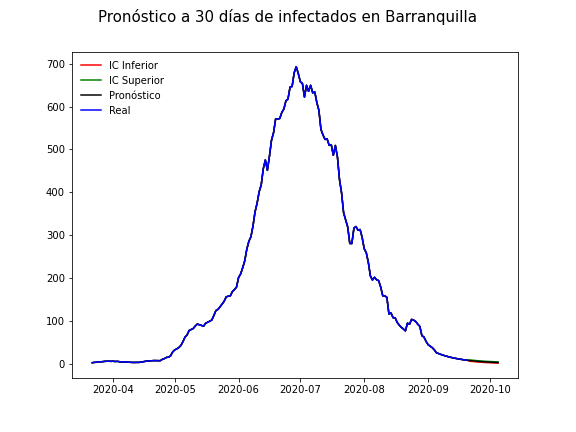 Pronóstico a 30 días de infectados en Barranquilla
IC Inferior
IC Superior
Pronóstico
Real
700
600
500
400
300
200
100
0
2020-04 2020-05 2020-06 2020-07 2020-08 2020-09 2020-10